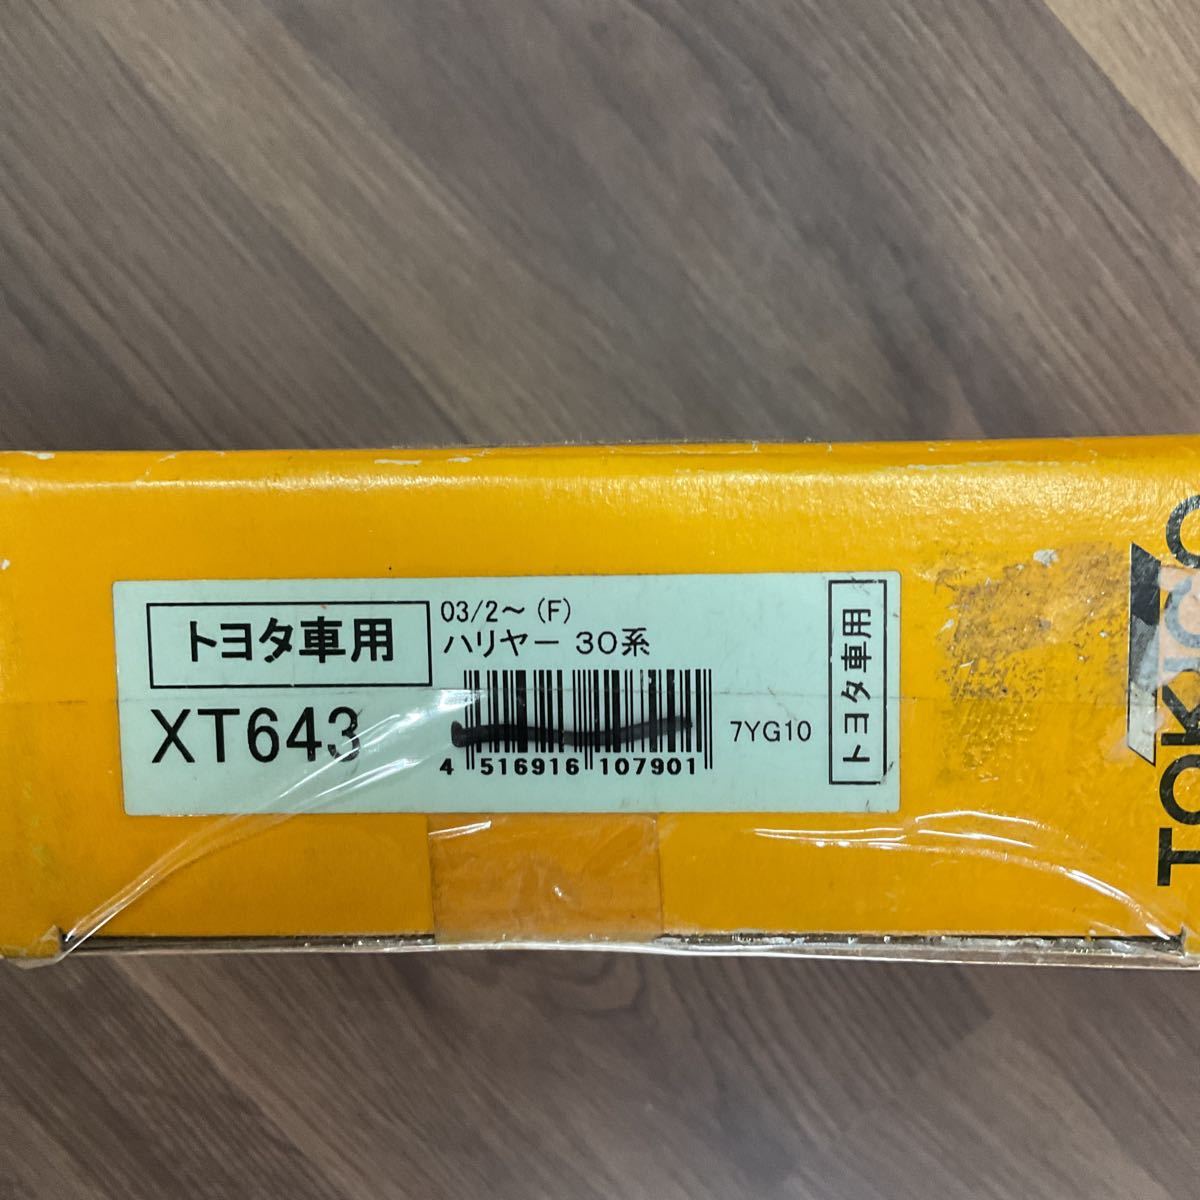 トヨタ車用
03/2～ (F)
ハリヤー 30系
XT643
4 516916 107901
7YG10
トヨタ車用
TOKICO